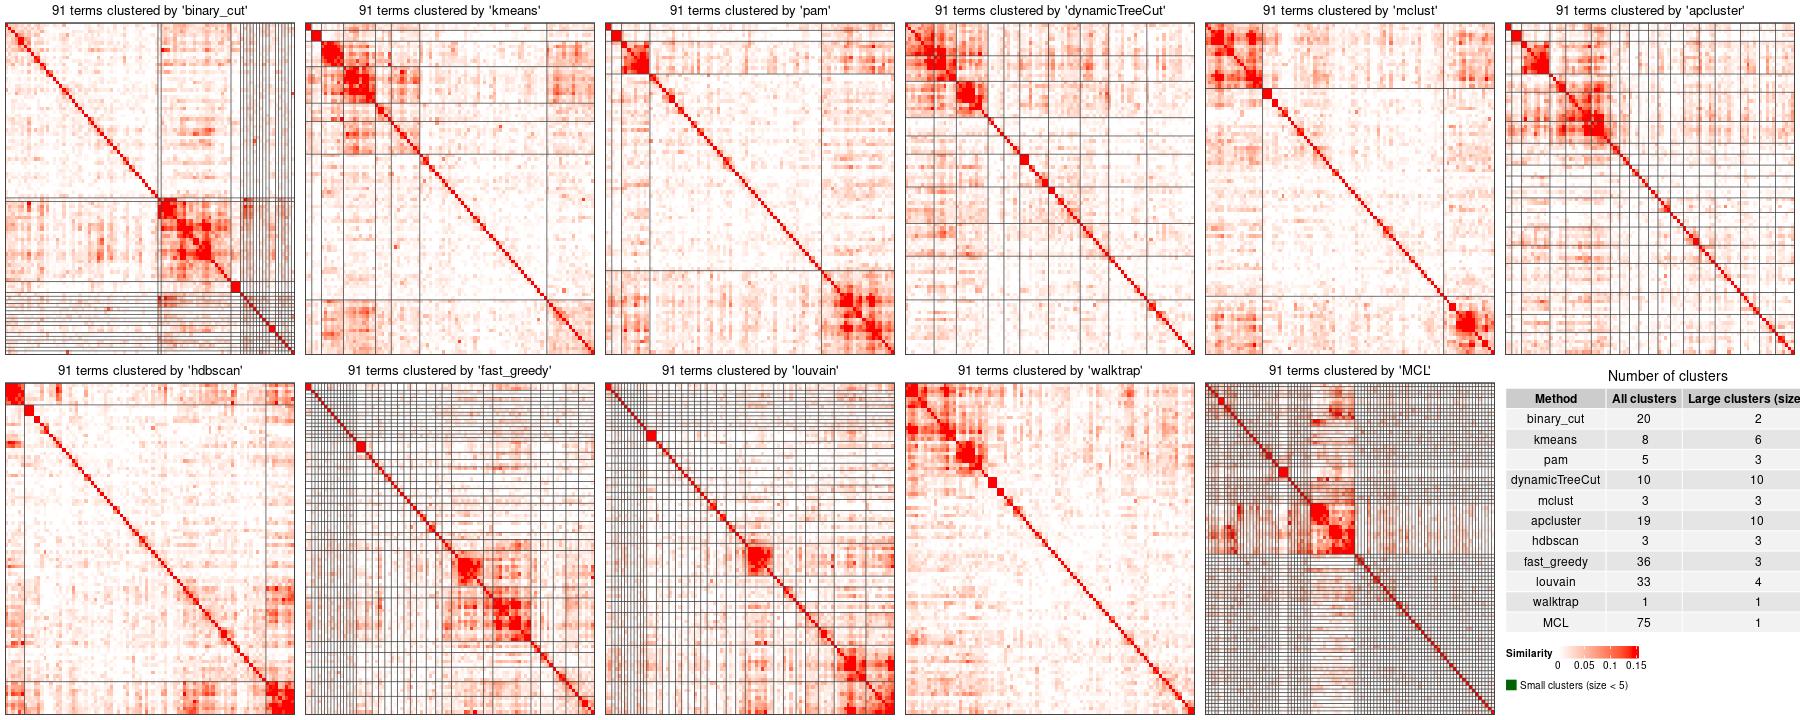 91 terms clustered by 'binary_cut'
91 terms clustered by 'kmeans'
91 terms clustered by 'pam'
91 terms clustered by 'dynamicTreeCut'
91 terms clustered by 'mclust'
91 terms clustered by 'apcluster'
91 terms clustered by 'hdbscan'
91 terms clustered by 'fast_greedy'
91 terms clustered by 'louvain'
91 terms clustered by 'walktrap'
91 terms clustered by 'MCL'
Number of clusters
Method All clusters Large clusters (size
binary_cut 20 2
kmeans 8 6
pam 5 3
dynamicTreeCut 10 10
mclust 3 3
apcluster 19 10
hdbscan 3 3
fast_greedy 36 3
louvain 33 4
walktrap 1 1
MCL 75 1
Similarity
0 0.05 0.1 0.15
Small clusters (size < 5)